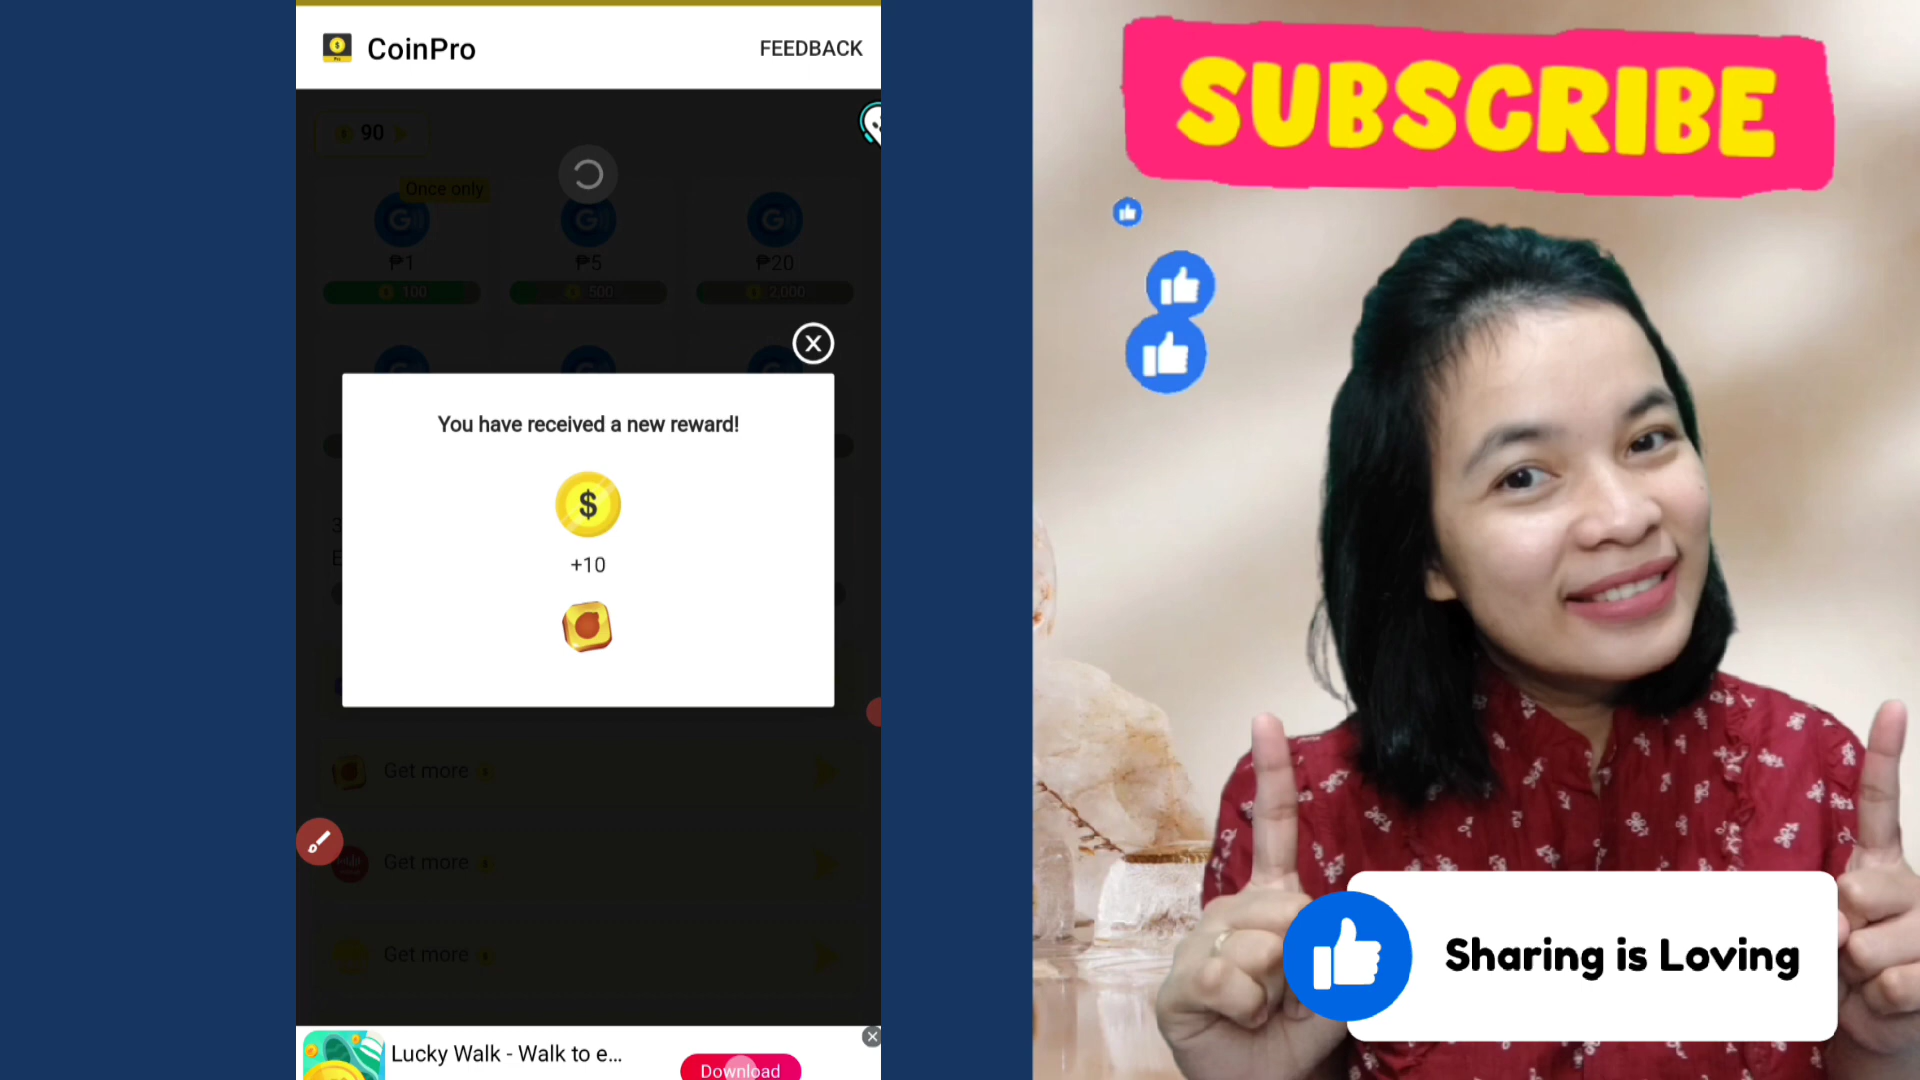 CoinPro
FEEDBACK
90
Once only
₱1
₱5
₱20
100
500
2,000
You have received a new reward!
$
+10
Get more
Get more
Get more
Lucky Walk - Walk to e...
Download
SUBSCRIBE
Sharing is Loving